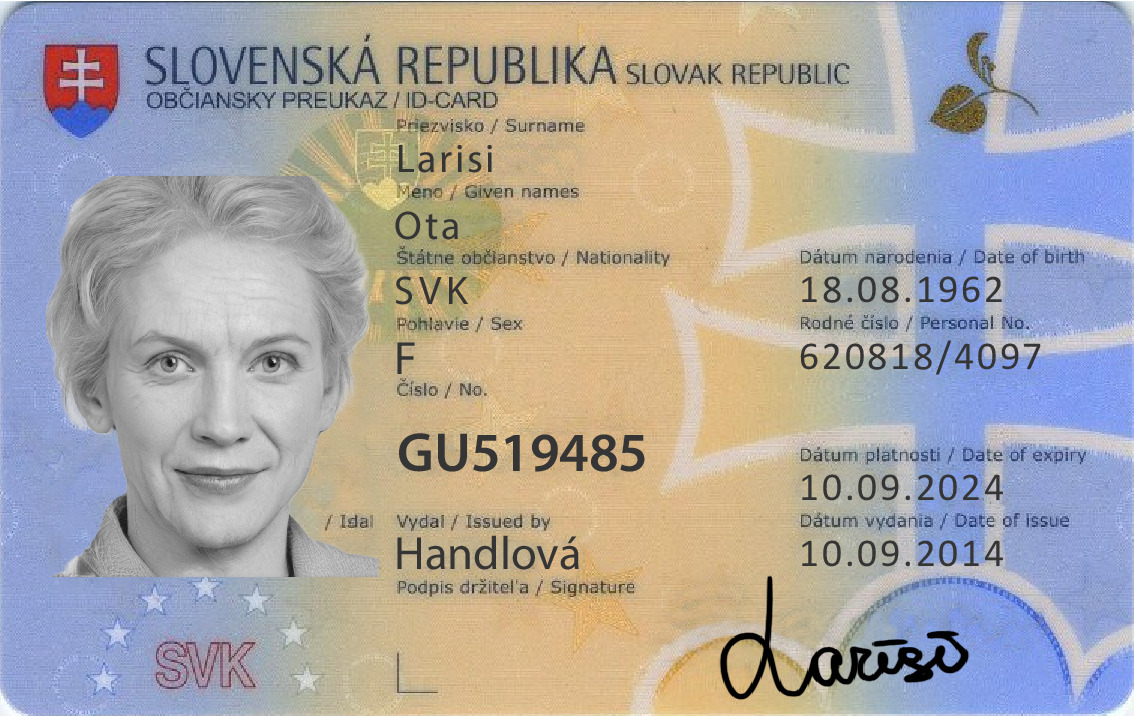 SLOVENSKÁ REPUBLIKA SLOVAK REPUBLIC
OBČIANSKY PREUKAZ / ID-CARD
Priezvisko / Surname
Larisi
Meno / Given names
Ota
Štátne občianstvo / Nationality
SVK
Dátum narodenia / Date of birth
18.08.1962
Pohlavie / Sex
F
Rodné číslo / Personal No.
620818/4097
Číslo / No.
GU519485
Dátum platnosti / Date of expiry
10.09.2024
Vydal / Issued by
Handlová
Dátum vydania / Date of issue
10.09.2014
Podpis držiteľa / Signature
Larisi
SVK